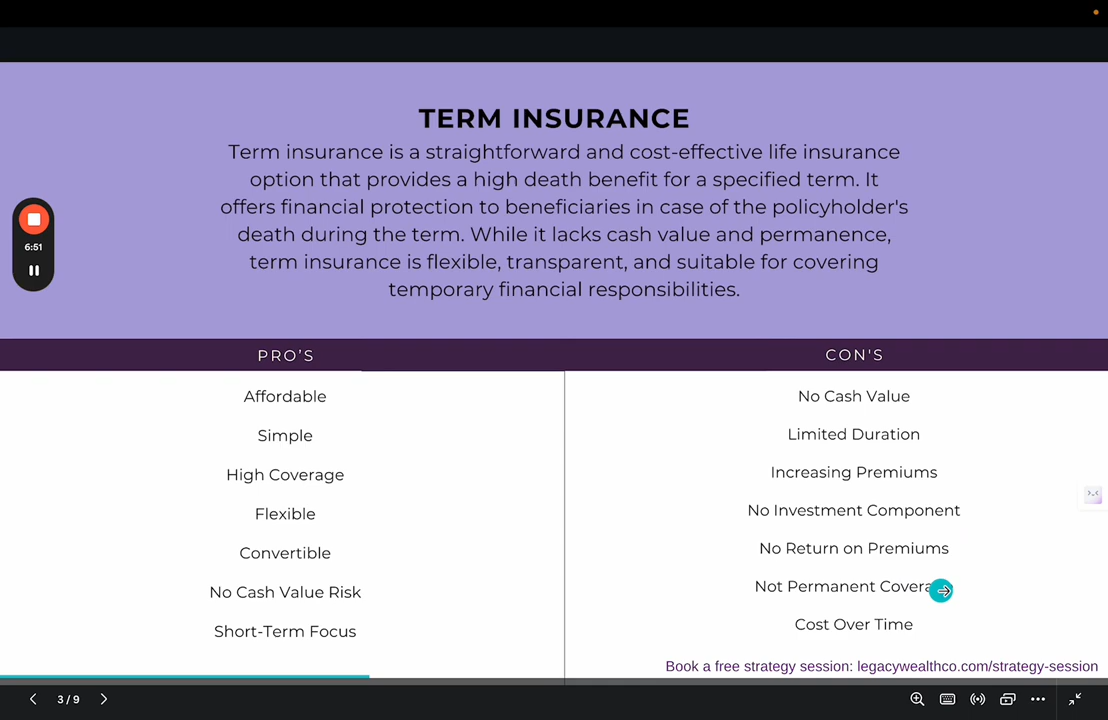 TERM INSURANCE
Term insurance is a straightforward and cost-effective life insurance
option that provides a high death benefit for a specified term. It
offers financial protection to beneficiaries in case of the policyholder's
death during the term. While it lacks cash value and permanence,
term insurance is flexible, transparent, and suitable for covering
temporary financial responsibilities.
6:51
PRO'S
Affordable
Simple
High Coverage
Flexible
Convertible
No Cash Value Risk
Short-Term Focus
CON'S
No Cash Value
Limited Duration
Increasing Premiums
No Investment Component
No Return on Premiums
Not Permanent
Cost Over Time
Book a free strategy session: legacywealthco.com/strategy-session
3 / 9